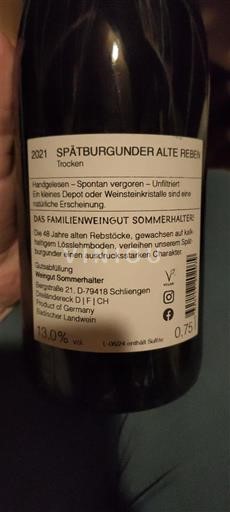 2021 SPÄTBURGUNDER ALTE REBEN
Trocken
Handgelesen – Spontan vergoren – Unfiltriert
Ein kleines Depot oder Weinsteinkristalle sind eine
natürliche Erscheinung.
DAS FAMILIENWEINGUT SOMMERHALTER!
Die 48 Jahre alten Rebstöcke, gewachsen auf kalk-
haltigem Lösslehmboden, verleihen unserem Spät-
burgunder einen ausdrucksstarken Charakter.
Gutsabfüllung
Weingut Sommerhalter
Bergstraße 21, D-79418 Schliengen
Dreiländereck D | F | CH
Product of Germany
Badischer Landwein
13,0% vol. L-06/24 enthält Sulfite 0,75 l
VIVINO